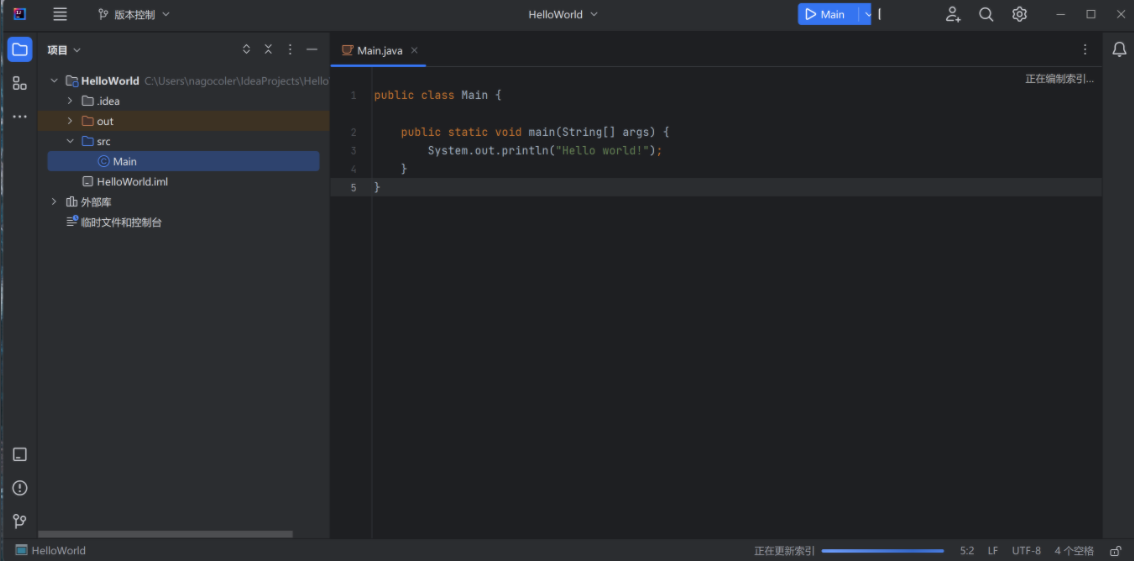 版本控制
HelloWorld
Main
项目
Main.java
HelloWorld C:\Users\nagocoler\IdeaProjects\Hello
正在编制索引...
.idea
out
src
Main
HelloWorld.iml
外部库
临时文件和控制台
1 public class Main {
2 public static void main(String[] args) {
3 System.out.println("Hello world!");
4 }
5 }
HelloWorld
正在更新索引
5:2 LF UTF-8 4 个空格